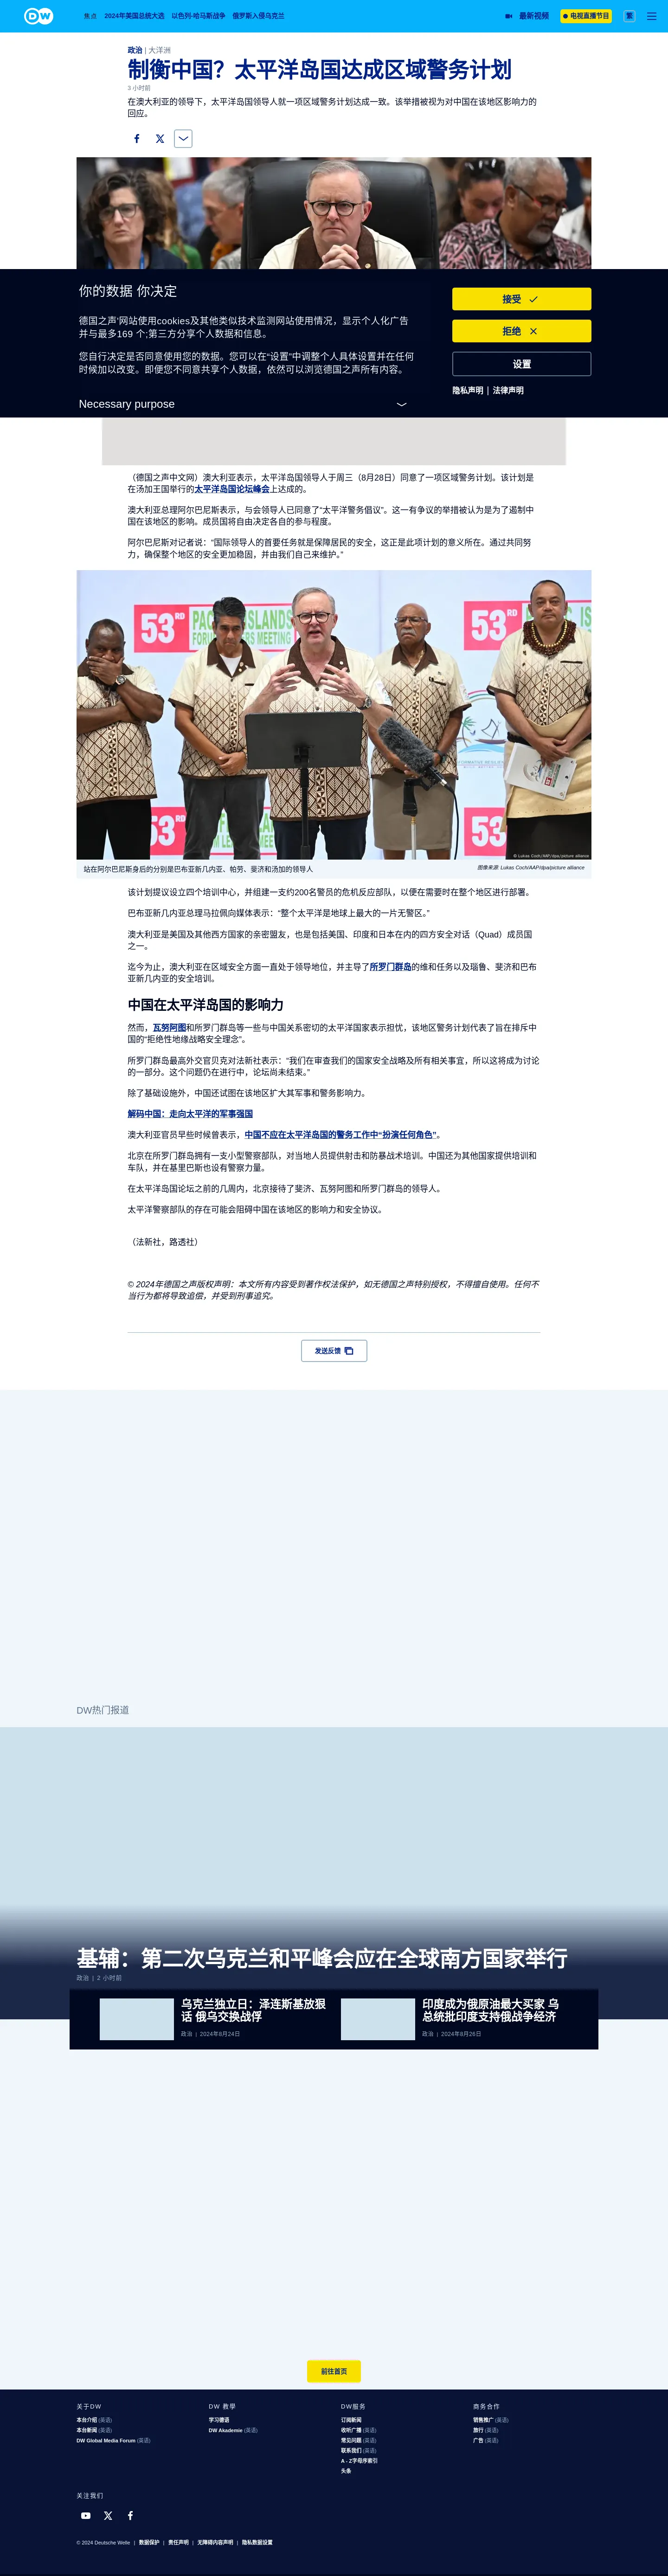 DW
焦点 2024年美国总统大选 以色列-哈马斯战争 俄罗斯入侵乌克兰 最新视频 电视直播节目 繁
政治 | 大洋洲
制衡中国？太平洋岛国达成区域警务计划
3 小时前
在澳大利亚的领导下，太平洋岛国领导人就一项区域警务计划达成一致。该举措被视为对中国在该地区影响力的
回应。
你的数据 你决定
德国之声'网站使用cookies及其他类似技术监测网站使用情况，显示个人化广告
并与最多169 个;第三方分享个人数据和信息。
您自行决定是否同意使用您的数据。您可以在"设置"中调整个人具体设置并在任何
时候加以改变。即便您不同意共享个人数据，依然可以浏览德国之声所有内容。
Necessary purpose
接受
拒绝
设置
隐私声明 | 法律声明
（德国之声中文网）澳大利亚表示，太平洋岛国领导人于周三（8月28日）同意了一项区域警务计划。该计划是
在汤加王国举行的太平洋岛国论坛峰会上达成的。
澳大利亚总理阿尔巴尼斯表示，与会领导人已同意了“太平洋警务倡议”。这一有争议的举措被认为是为了遏制中
国在该地区的影响。成员国将自由决定各自的参与程度。
阿尔巴尼斯对记者说：“国际领导人的首要任务就是保障居民的安全，这正是此项计划的意义所在。通过共同努
力，确保整个地区的安全更加稳固，并由我们自己来维护。”
53RD
PACIFIC ISLANDS
FORUM LEADERS MEETING
53RD
53
53
© Lukas Coch/AAP/dpa/picture alliance
站在阿尔巴尼斯身后的分别是巴布亚新几内亚、帕劳、斐济和汤加的领导人
图像来源: Lukas Coch/AAP/dpa/picture alliance
该计划提议设立四个培训中心，并组建一支约200名警员的危机反应部队，以便在需要时在整个地区进行部署。
巴布亚新几内亚总理马拉佩向媒体表示：“整个太平洋是地球上最大的一片无警区。”
澳大利亚是美国及其他西方国家的亲密盟友，也是包括美国、印度和日本在内的四方安全对话（Quad）成员国
之一。
迄今为止，澳大利亚在区域安全方面一直处于领导地位，并主导了所罗门群岛的维和任务以及瑙鲁、斐济和巴布
亚新几内亚的安全培训。
中国在太平洋岛国的影响力
然而，瓦努阿图和所罗门群岛等一些与中国关系密切的太平洋国家表示担忧，该地区警务计划代表了旨在排斥中
国的“拒绝性地缘战略安全理念”。
所罗门群岛最高外交官贝克对法新社表示：“我们在审查我们的国家安全战略及所有相关事宜，所以这将成为讨论
的一部分。这个问题仍在进行中，论坛尚未结束。”
除了基础设施外，中国还试图在该地区扩大其军事和警务影响力。
解码中国：走向太平洋的军事强国
澳大利亚官员早些时候曾表示，中国不应在太平洋岛国的警务工作中“扮演任何角色”。
北京在所罗门群岛拥有一支小型警察部队，对当地人员提供射击和防暴战术培训。中国还为其他国家提供培训和
车队，并在基里巴斯也设有警察力量。
在太平洋岛国论坛之前的几周内，北京接待了斐济、瓦努阿图和所罗门群岛的领导人。
太平洋警察部队的存在可能会阻碍中国在该地区的影响力和安全协议。
（法新社，路透社）
© 2024年德国之声版权声明：本文所有内容受到著作权法保护，如无德国之声特别授权，不得擅自使用。任何不
当行为都将导致追偿，并受到刑事追究。
发送反馈
DW热门报道
基辅：第二次乌克兰和平峰会应在全球南方国家举行
政治 | 2 小时前
乌克兰独立日：泽连斯基放狠
话 俄乌交换战俘
政治 | 2024年8月24日
印度成为俄原油最大买家 乌
总统批印度支持俄战争经济
政治 | 2024年8月26日
前往首页
关于DW
本台介绍 (英语)
本台新闻 (英语)
DW Global Media Forum (英语)
DW 教学
学习德语
DW Akademie (英语)
DW服务
订阅新闻
收听广播 (英语)
常见问题 (英语)
联系我们 (英语)
A - Z字母序索引
头条
商务合作
销售推广 (英语)
旅行 (英语)
广告 (英语)
关注我们
© 2024 Deutsche Welle | 数据保护 | 责任声明 | 无障碍内容声明 | 隐私数据设置